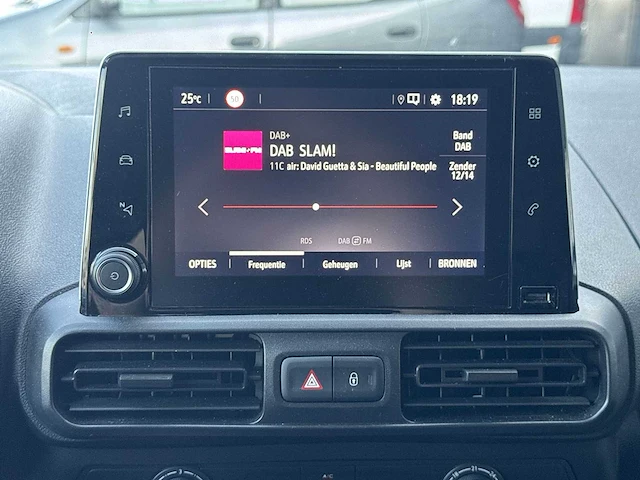 25°C
50
18:19
DAB+
DAB SLAM!
11C air: David Guetta & Sia - Beautiful People
Band
DAB
Zender
12/14
RDS
DAB FM
OPTIES
Frequentie
Geheugen
Lijst
BRONNEN
N
A/C